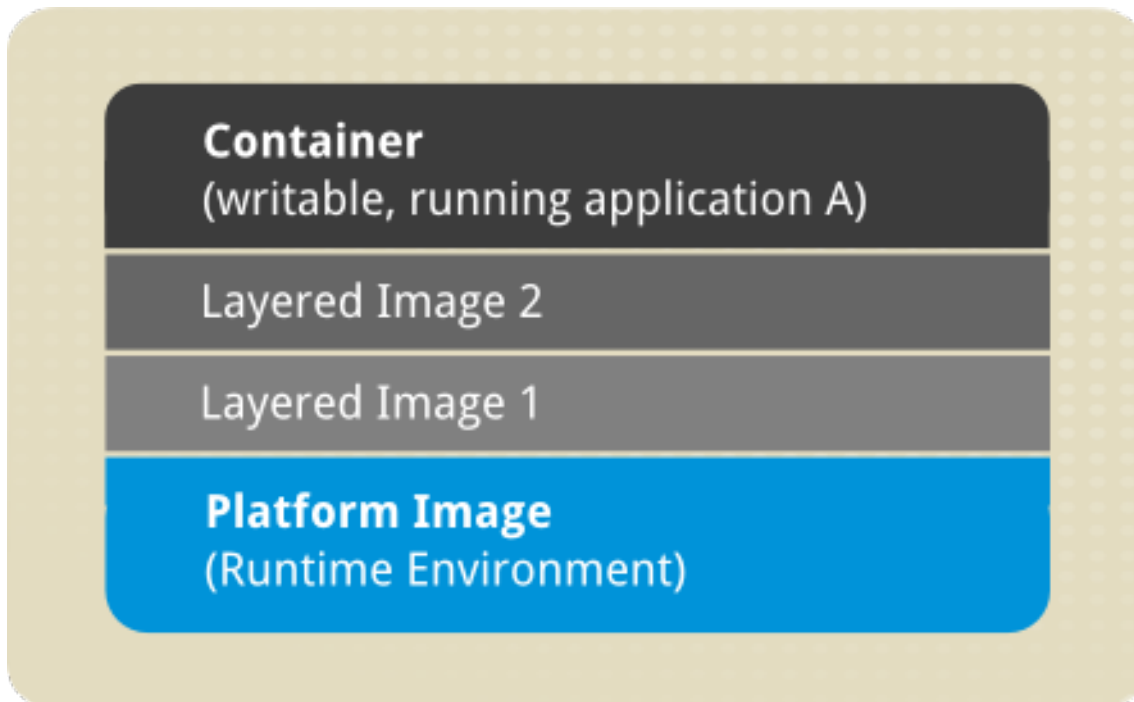 Container
(writable, running application A)
Layered Image 2
Layered Image 1
Platform Image
(Runtime Environment)